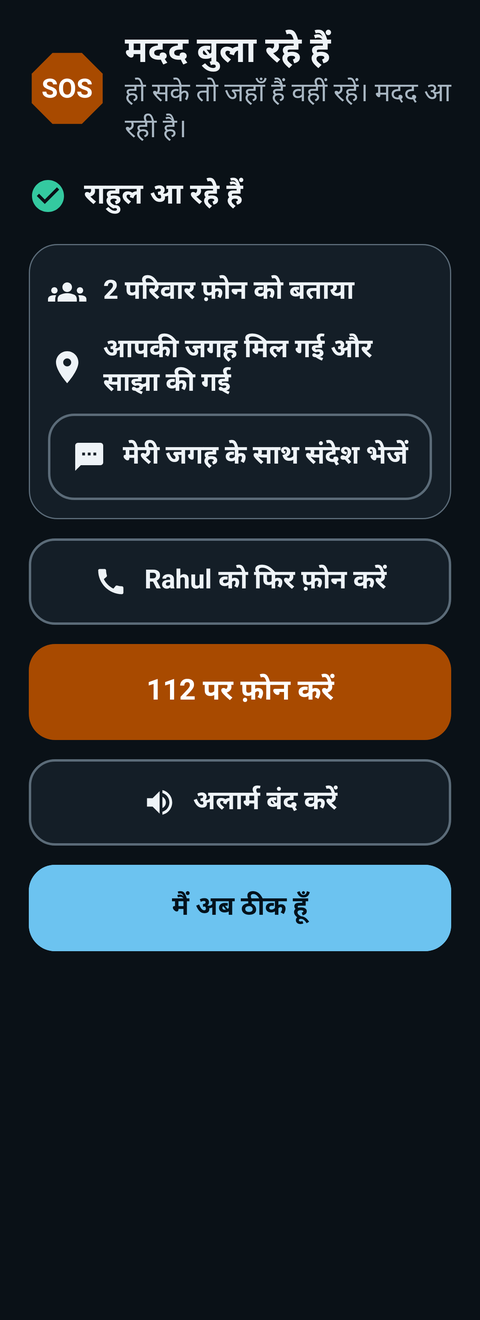 SOS
मदद बुला रहे हैं
हो सके तो जहाँ हैं वहीं रहें। मदद आ
रही है।
राहुल आ रहे हैं
2 परिवार फ़ोन को बताया
आपकी जगह मिल गई और
साझा की गई
मेरी जगह के साथ संदेश भेजें
Rahul को फिर फ़ोन करें
112 पर फ़ोन करें
अलार्म बंद करें
मैं अब ठीक हूँ